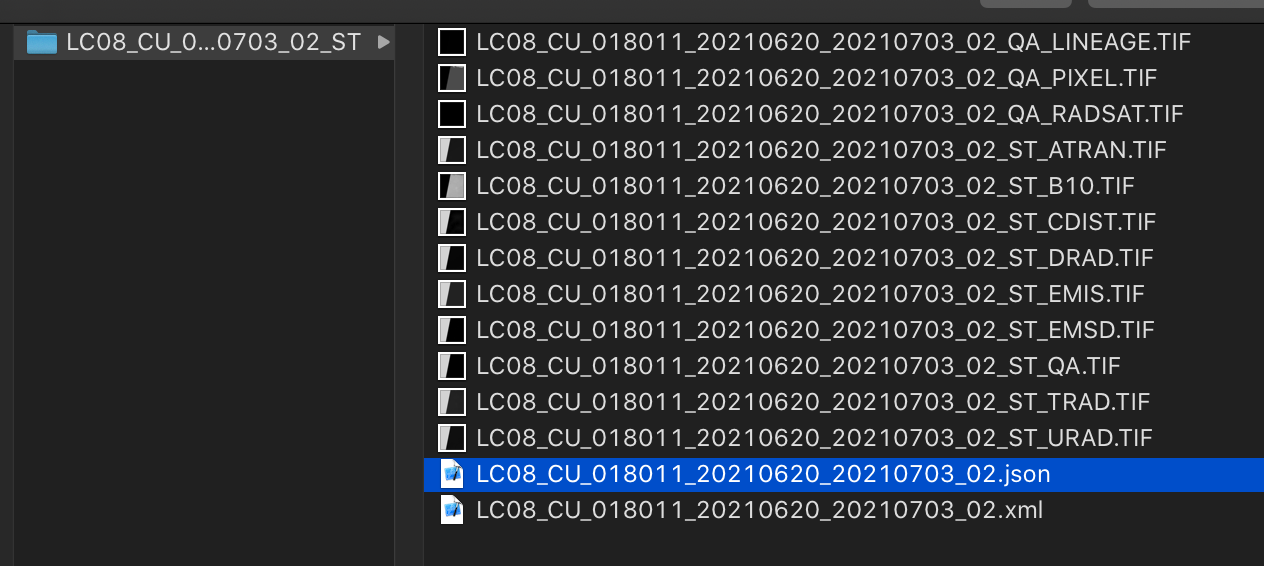 LC08_CU_0...0703_02_ST
LC08_CU_018011_20210620_20210703_02_QA_LINEAGE.TIF
LC08_CU_018011_20210620_20210703_02_QA_PIXEL.TIF
LC08_CU_018011_20210620_20210703_02_QA_RADSAT.TIF
LC08_CU_018011_20210620_20210703_02_ST_ATRAN.TIF
LC08_CU_018011_20210620_20210703_02_ST_B10.TIF
LC08_CU_018011_20210620_20210703_02_ST_CDIST.TIF
LC08_CU_018011_20210620_20210703_02_ST_DRAD.TIF
LC08_CU_018011_20210620_20210703_02_ST_EMIS.TIF
LC08_CU_018011_20210620_20210703_02_ST_EMSD.TIF
LC08_CU_018011_20210620_20210703_02_ST_QA.TIF
LC08_CU_018011_20210620_20210703_02_ST_TRAD.TIF
LC08_CU_018011_20210620_20210703_02_ST_URAD.TIF
LC08_CU_018011_20210620_20210703_02.json
LC08_CU_018011_20210620_20210703_02.xml